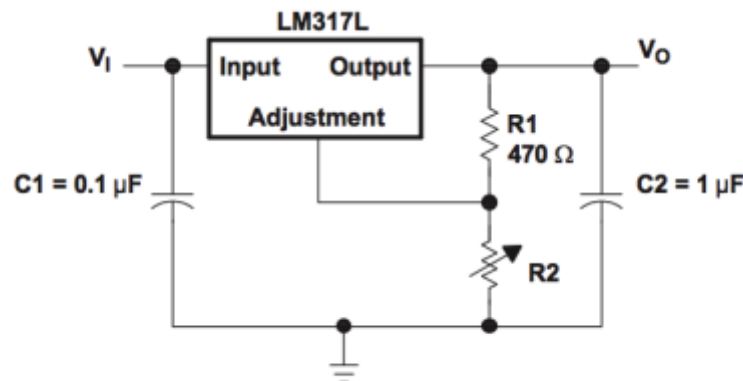 LM317L
V_I
Input
Output
V_O
Adjustment
R1
470 Ω
C1 = 0.1 µF
C2 = 1 µF
R2